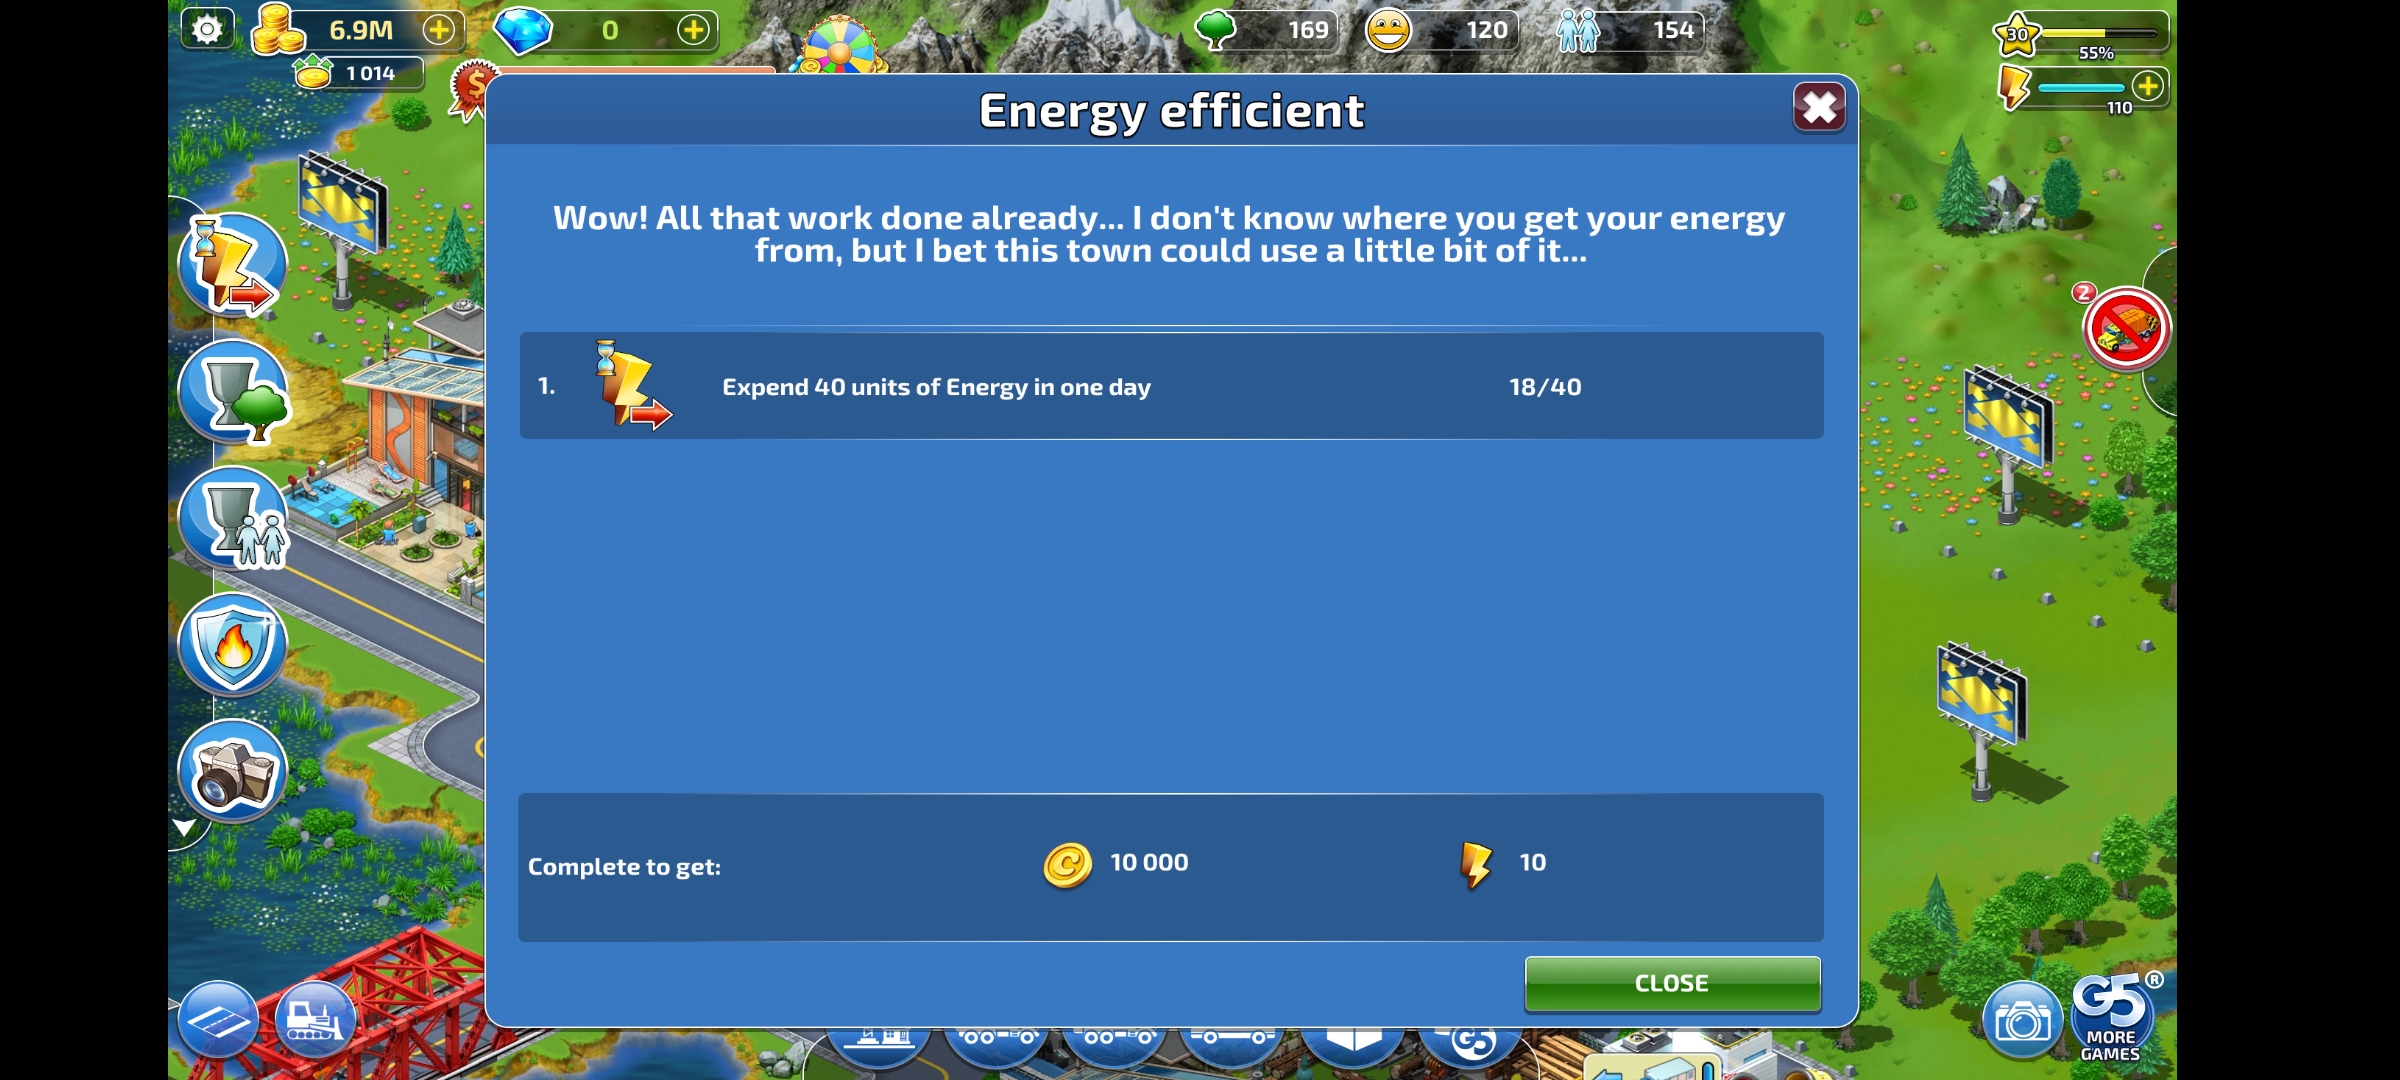 6.9M
0
169
120
154
30
55%
1 014
110
Energy efficient
Wow! All that work done already... I don't know where you get your energy
from, but I bet this town could use a little bit of it...
2
1.
Expend 40 units of Energy in one day
18/40
Complete to get:
10 000
10
CLOSE
G5
G5®
MORE
GAMES